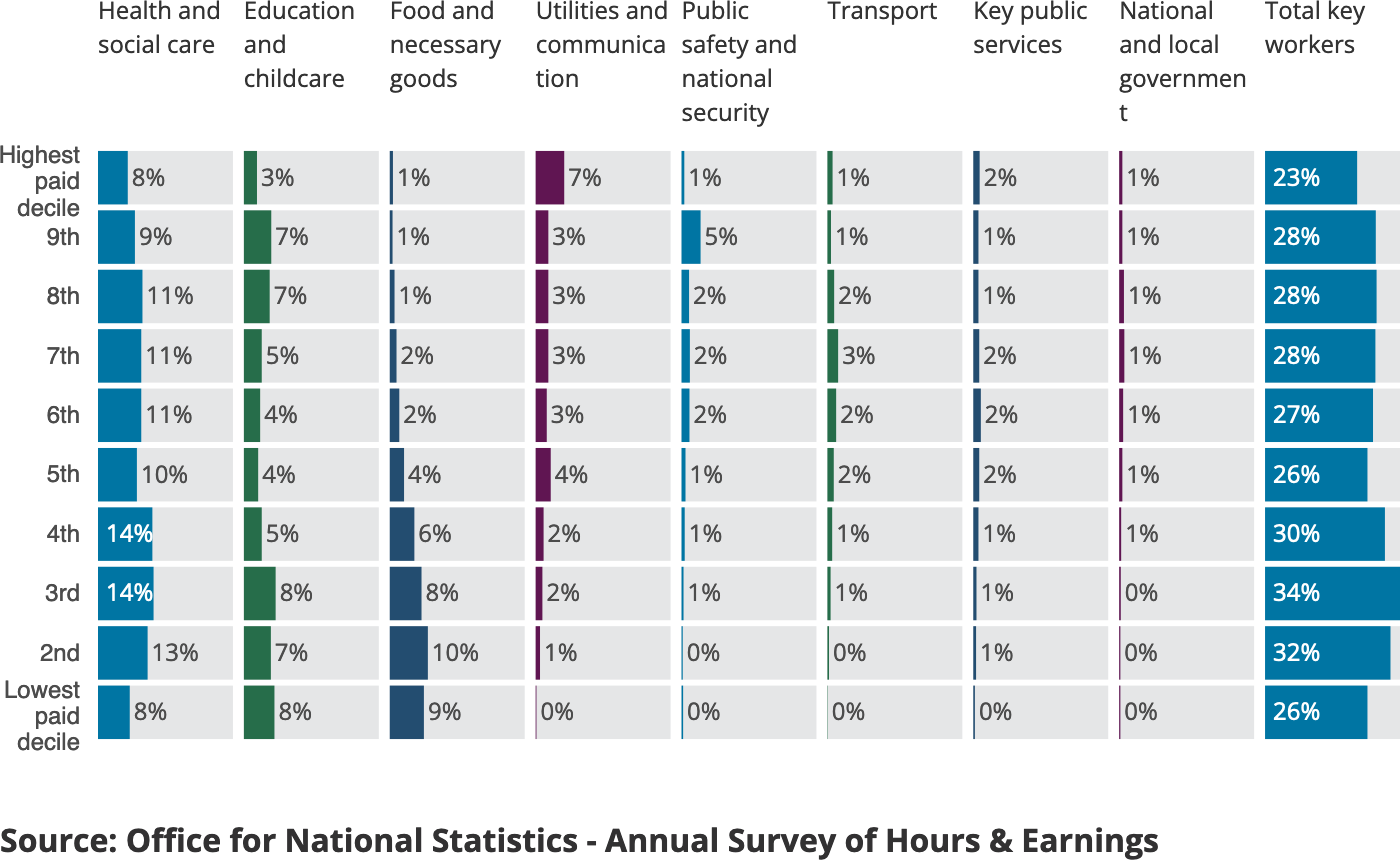 Health and social care
Education and childcare
Food and necessary goods
Utilities and communica tion
Public safety and national security
Transport
Key public services
National and local governmen t
Total key workers
Highest paid decile 8% 3% 1% 7% 1% 1% 2% 1% 23%
9th 9% 7% 1% 3% 5% 1% 1% 1% 28%
8th 11% 7% 1% 3% 2% 2% 1% 1% 28%
7th 11% 5% 2% 3% 2% 3% 2% 1% 28%
6th 11% 4% 2% 3% 2% 2% 2% 1% 27%
5th 10% 4% 4% 4% 1% 2% 2% 1% 26%
4th 14% 5% 6% 2% 1% 1% 1% 1% 30%
3rd 14% 8% 8% 2% 1% 1% 1% 0% 34%
2nd 13% 7% 10% 1% 0% 0% 1% 0% 32%
Lowest paid decile 8% 8% 9% 0% 0% 0% 0% 0% 26%
Source: Office for National Statistics - Annual Survey of Hours & Earnings